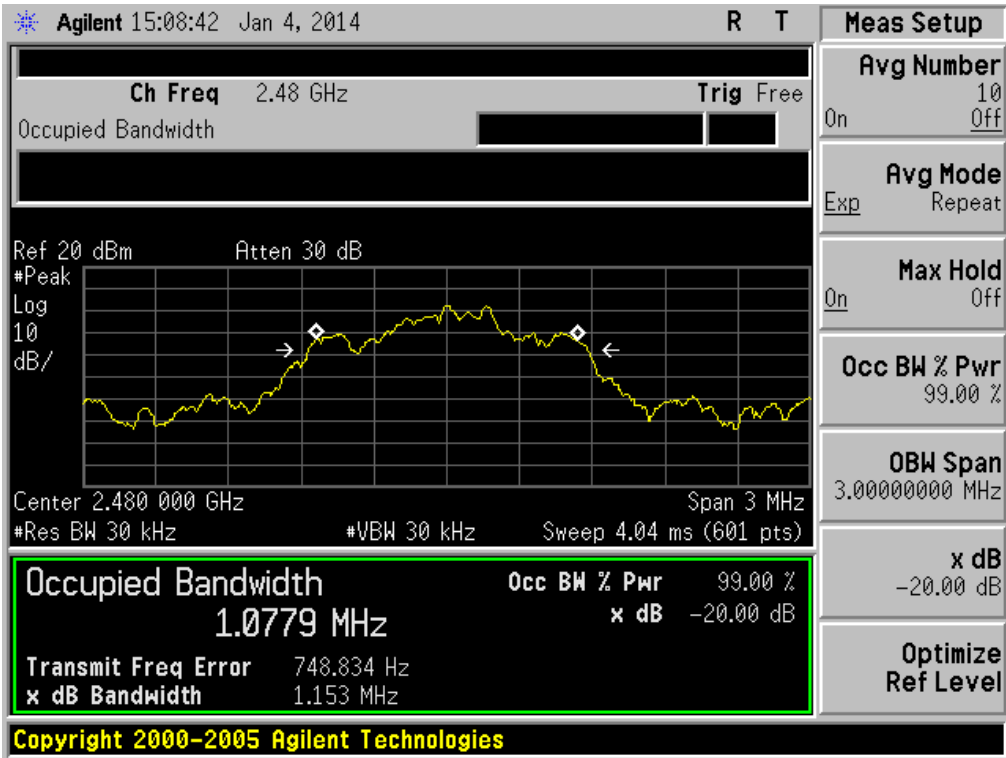 Agilent 15:08:42 Jan 4, 2014 R T
Ch Freq 2.48 GHz Trig Free
Occupied Bandwidth
Ref 20 dBm Atten 30 dB
#Peak
Log
10
dB/
Center 2.480 000 GHz Span 3 MHz
#Res BW 30 kHz #VBW 30 kHz Sweep 4.04 ms (601 pts)
Occupied Bandwidth Occ BW % Pwr 99.00 %
1.0779 MHz x dB -20.00 dB
Transmit Freq Error 748.834 Hz
x dB Bandwidth 1.153 MHz
Copyright 2000-2005 Agilent Technologies
Meas Setup
Avg Number
10
On Off
Avg Mode
Exp Repeat
Max Hold
On Off
Occ BW % Pwr
99.00 %
OBW Span
3.00000000 MHz
x dB
-20.00 dB
Optimize
Ref Level